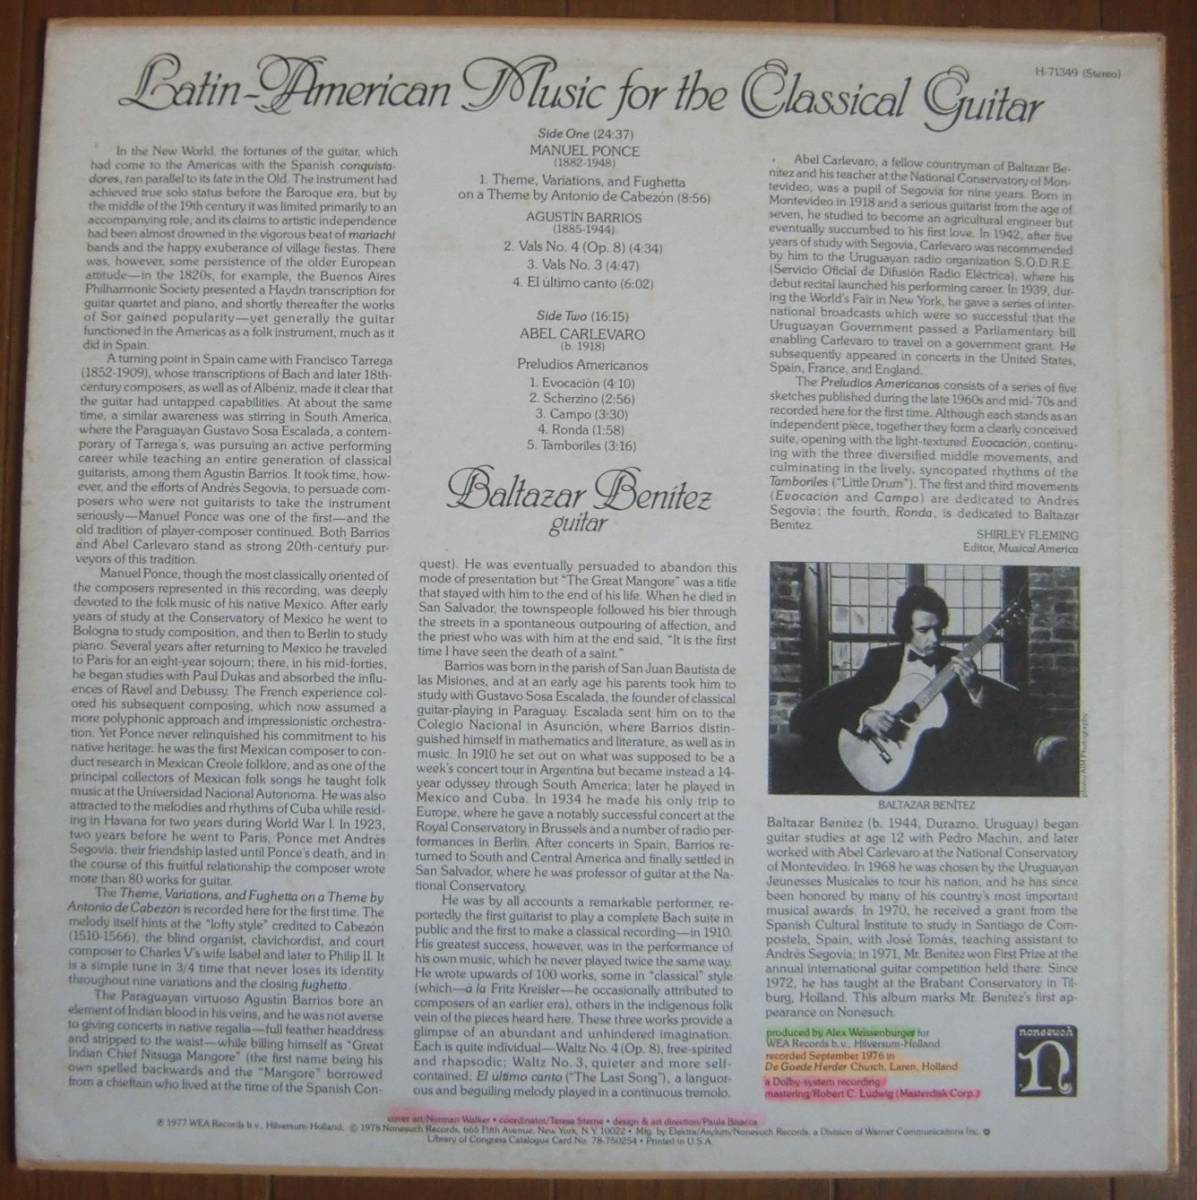 H-71349 (Stereo)
Latin-American Music for the Classical Guitar
In the New World, the fortunes of the guitar, which
had come to the Americas with the Spanish conquista-
dores, ran parallel to its fate in the Old. The instrument had
achieved true solo status before the Baroque era, but by
the middle of the 19th century it was limited primarily to an
accompanying role, and its claims to artistic independence
had been almost drowned in the vigorous beat of mariachi
bands and the happy exuberance of village fiestas. There
was, however, some persistence of the older European
attitude—in the 1820s, for example, the Buenos Aires
Philharmonic Society presented a Haydn transcription for
guitar quartet and piano, and shortly thereafter the works
of Sor gained popularity—yet generally the guitar
functioned in the Americas as a folk instrument, much as it
did in Spain.
A turning point in Spain came with Francisco Tarrega
(1852-1909), whose transcriptions of Bach and later 18th-
century composers, as well as of Albéniz, made it clear that
the guitar had untapped capabilities. At about the same
time, a similar awareness was stirring in South America,
where the Paraguayan Gustavo Sosa Escalada, a contem-
porary of Tarrega's, was pursuing an active performing
career while teaching an entire generation of classical
guitarists, among them Agustin Barrios. It took time, how-
ever, and the efforts of Andrés Segovia, to persuade com-
posers who were not guitarists to take the instrument
seriously—Manuel Ponce was one of the first—and the
old tradition of player-composer continued. Both Barrios
and Abel Carlevaro stand as strong 20th-century pur-
veyors of this tradition.
Manuel Ponce, though the most classically oriented of
the composers represented in this recording, was deeply
devoted to the folk music of his native Mexico. After early
years of study at the Conservatory of Mexico he went to
Bologna to study composition, and then to Berlin to study
piano. Several years after returning to Mexico he traveled
to Paris for an eight-year sojourn; there, in his mid-forties,
he began studies with Paul Dukas and absorbed the influ-
ences of Ravel and Debussy. The French experience col-
ored his subsequent composing, which now assumed a
more polyphonic approach and impressionistic orchestra-
tion. Yet Ponce never relinquished his commitment to his
native heritage: he was the first Mexican composer to con-
duct research in Mexican Creole folklore, and as one of the
principal collectors of Mexican folk songs he taught folk
music at the Universidad Nacional Autonoma. He was also
attracted to the melodies and rhythms of Cuba while resid-
ing in Havana for two years during World War I. In 1923,
two years before he went to Paris, Ponce met Andrés
Segovia; their friendship lasted until Ponce's death, and in
the course of this fruitful relationship the composer wrote
more than 80 works for guitar.
The Theme, Variations, and Fughetta on a Theme by
Antonio de Cabezón is recorded here for the first time. The
melody itself hints at the "lofty style" credited to Cabezón
(1510-1566), the blind organist, clavichordist, and court
composer to Charles V's wife Isabel and later to Philip II. It
is a simple tune in 3/4 time that never loses its identity
throughout nine variations and the closing fughetta.
The Paraguayan virtuoso Agustin Barrios bore an
element of Indian blood in his veins, and he was not averse
to giving concerts in native regalia—full feather headdress
and stripped to the waist—while billing himself as "Great
Indian Chief Nitsuga Mangore" (the first name being his
own spelled backwards and the "Mangore" borrowed
from a chieftain who lived at the time of the Spanish Con-
Side One (24:37)
MANUEL PONCE
(1882-1948)
1. Theme, Variations, and Fughetta
on a Theme by Antonio de Cabezón (8:56)
AGUSTÍN BARRIOS
(1885-1944)
2. Vals No. 4 (Op. 8) (4:34)
3. Vals No. 3 (4:47)
4. El último canto (6:02)
Side Two (16:15)
ABEL CARLEVARO
(b. 1918)
Preludios Americanos
1. Evocación (4:10)
2. Scherzino (2:56)
3. Campo (3:30)
4. Ronda (1:58)
5. Tamboriles (3:16)
Baltazar Benítez
guitar
quest). He was eventually persuaded to abandon this
mode of presentation but "The Great Mangore" was a title
that stayed with him to the end of his life. When he died in
San Salvador, the townspeople followed his bier through
the streets in a spontaneous outpouring of affection, and
the priest who was with him at the end said, "It is the first
time I have seen the death of a saint."
Barrios was born in the parish of San Juan Bautista de
las Misiones, and at an early age his parents took him to
study with Gustavo Sosa Escalada, the founder of classical
guitar-playing in Paraguay. Escalada sent him on to the
Colegio Nacional in Asunción, where Barrios distin-
guished himself in mathematics and literature, as well as in
music. In 1910 he set out on what was supposed to be a
week's concert tour in Argentina but became instead a 14-
year odyssey through South America; later he played in
Mexico and Cuba. In 1934 he made his only trip to
Europe, where he gave a notably successful concert at the
Royal Conservatory in Brussels and a number of radio per-
formances in Berlin. After concerts in Spain, Barrios re-
turned to South and Central America and finally settled in
San Salvador, where he was professor of guitar at the Na-
tional Conservatory.
He was by all accounts a remarkable performer, re-
portedly the first guitarist to play a complete Bach suite in
public and the first to make a classical recording—in 1910.
His greatest success, however, was in the performance of
his own music, which he never played twice the same way.
He wrote upwards of 100 works, some in "classical" style
(which—a la Fritz Kreisler—he occasionally attributed to
composers of an earlier era), others in the indigenous folk
vein of the pieces heard here. These three works provide a
glimpse of an abundant and unhindered imagination.
Each is quite individual—Waltz No. 4 (Op. 8), free-spirited
and rhapsodic; Waltz No. 3, quieter and more self-
contained; El ultimo canto ("The Last Song"), a languor-
ous and beguiling melody played in a continuous tremolo.
Abel Carlevaro, a fellow countryman of Baltazar Be-
nitez and his teacher at the National Conservatory of Mon-
tevideo, was a pupil of Segovia for nine years. Born in
Montevideo in 1918 and a serious guitarist from the age of
seven, he studied to become an agricultural engineer but
eventually succumbed to his first love. In 1942, after five
years of study with Segovia, Carlevaro was recommended
by him to the Uruguayan radio organization S.O.D.R.E.
(Servicio Oficial de Difusión Radio Eléctrica), where his
debut recital launched his performing career. In 1939, dur-
ing the World's Fair in New York, he gave a series of inter-
national broadcasts which were so successful that the
Uruguayan Government passed a Parliamentary bill
enabling Carlevaro to travel on a government grant. He
subsequently appeared in concerts in the United States,
Spain, France, and England.
The Preludios Americanos consists of a series of five
sketches published during the late 1960s and mid-'70s and
recorded here for the first time. Although each stands as an
independent piece, together they form a clearly conceived
suite, opening with the light-textured Evocación, continu-
ing with the three diversified middle movements, and
culminating in the lively, syncopated rhythms of the
Tamboriles ("Little Drum"). The first and third movements
(Evocación and Campo) are dedicated to Andrés
Segovia; the fourth, Ronda, is dedicated to Baltazar
Benitez.
SHIRLEY FLEMING
Editor, Musical America
photo/AIM Photography
BALTAZAR BENÍTEZ
Baltazar Benitez (b. 1944, Durazno, Uruguay) began
guitar studies at age 12 with Pedro Machin, and later
worked with Abel Carlevaro at the National Conservatory
of Montevideo. In 1968 he was chosen by the Uruguayan
Jeunesses Musicales to tour his nation, and he has since
been honored by many of his country's most important
musical awards. In 1970, he received a grant from the
Spanish Cultural Institute to study in Santiago de Com-
postela, Spain, with José Tomás, teaching assistant to
Andrés Segovia; in 1971, Mr. Benitez won First Prize at the
annual international guitar competition held there. Since
1972, he has taught at the Brabant Conservatory in Til-
burg, Holland. This album marks Mr. Benitez's first ap-
pearance on Nonesuch.
produced by Alex Weissenburger for
WEA Records b.v., Hilversum-Holland
recorded September 1976 in
De Goede Herder Church, Laren, Holland
a Dolby-system recording
mastering/Robert C. Ludwig (Masterdisk Corp.)
nonesuch
n
cover art/Norman Walker • coordinator/Teresa Sterne • design & art direction/Paula Bisacca
℗ 1977 WEA Records b.v., Hilversum-Holland, © 1978 Nonesuch Records, 665 Fifth Avenue, New York, N.Y. 10022 • Mfg. by Elektra/Asylum/Nonesuch Records, a Division of Warner Communications Inc.
Library of Congress Catalogue Card No. 78-750254 • Printed in U.S.A.